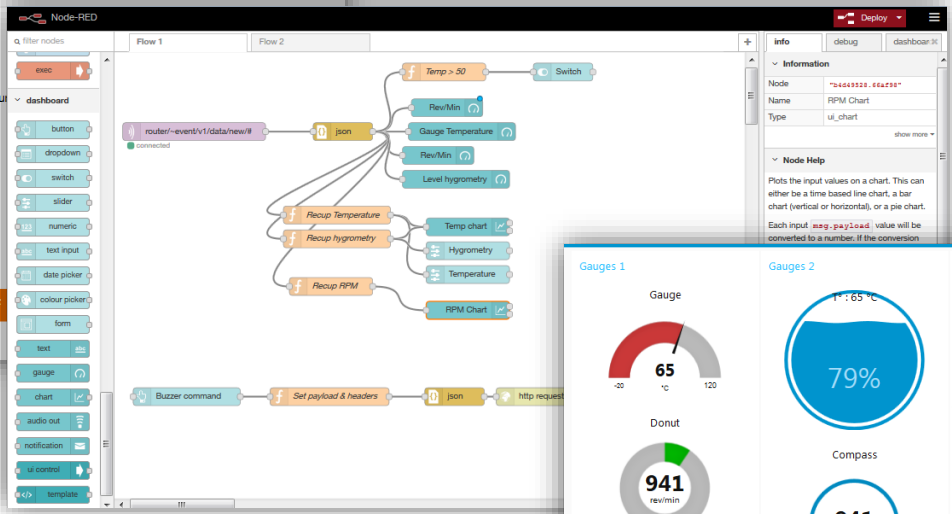 Node-RED
Deploy
filter nodes
Flow 1
Flow 2
info
debug
dashboar
exec
dashboard
button
dropdown
switch
slider
numeric
text input
date picker
colour picker
form
text
abc
gauge
chart
audio out
notification
ui control
template
Temp > 50
Switch
Rev/Min
router/~event/v1/data/new/#
connected
json
Gauge Temperature
Rev/Min
Level hygrometry
Recup Temperature
Recup hygrometry
Recup RPM
Temp chart
Hygrometry
Temperature
RPM Chart
Buzzer command
Set payload & headers
json
http request
Information
Node
Name
RPM Chart
Type
ui_chart
show more
Node Help
Plots the input values on a chart. This can
either be a time based line chart, a bar
chart (vertical or horizontal), or a pie chart.
Each input msg.payload value will be
converted to a number. If the conversion
Gauges 1
Gauge
65
-20
°C
120
Donut
941
rev/min
Gauges 2
T° : 65 °C
79%
Compass